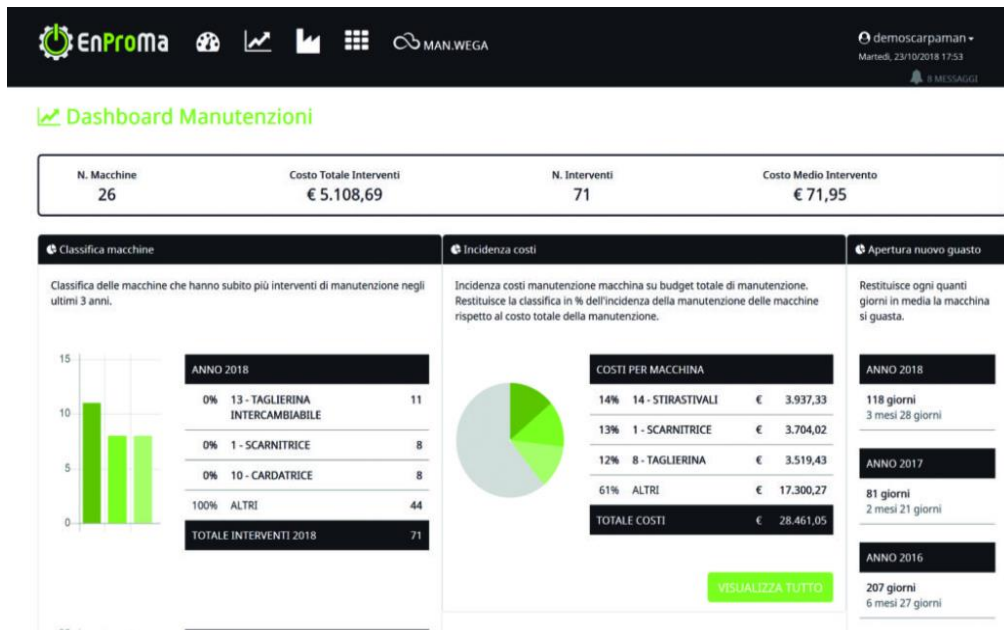 EnProMa
MAN.WEGA
demoscarpaman
Martedì, 23/10/2018 17:53
8 MESSAGGI
Dashboard Manutenzioni
N. Macchine
26
Costo Totale Interventi
€ 5.108,69
N. Interventi
71
Costo Medio Intervento
€ 71,95
Classifica macchine
Classifica delle macchine che hanno subito più interventi di manutenzione negli
ultimi 3 anni.
15
10
5
0
ANNO 2018
0% 13 - TAGLIERINA 11
INTERCAMBIABILE
0% 1 - SCARNITRICE 8
0% 10 - CARDATRICE 8
100% ALTRI 44
TOTALE INTERVENTI 2018 71
Incidenza costi
Incidenza costi manutenzione macchina su budget totale di manutenzione.
Restituisce la classifica in % dell'incidenza della manutenzione delle macchine
rispetto al costo totale della manutenzione.
COSTI PER MACCHINA
14% 14 - STIRASTIVALI € 3.937,33
13% 1 - SCARNITRICE € 3.704,02
12% 8 - TAGLIERINA € 3.519,43
61% ALTRI € 17.300,27
TOTALE COSTI € 28.461,05
VISUALIZZA TUTTO
Apertura nuovo guasto
Restituisce ogni quanti
giorni in media la macchina
si guasta.
ANNO 2018
118 giorni
3 mesi 28 giorni
ANNO 2017
81 giorni
2 mesi 21 giorni
ANNO 2016
207 giorni
6 mesi 27 giorni